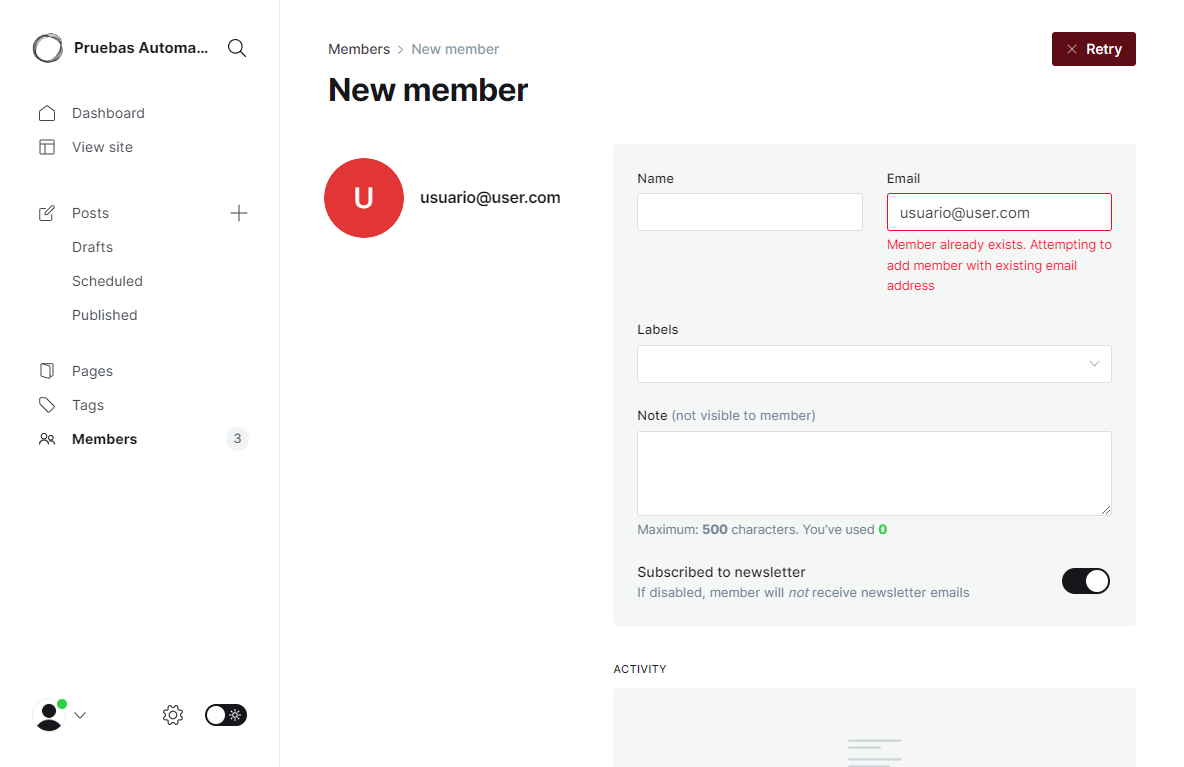 Pruebas Automa...
Dashboard
View site
Posts
Drafts
Scheduled
Published
Pages
Tags
Members 3
Members > New member
Retry
New member
U
usuario@user.com
Name
Email
usuario@user.com
Member already exists. Attempting to
add member with existing email
address
Labels
Note (not visible to member)
Maximum: 500 characters. You’ve used 0
Subscribed to newsletter
If disabled, member will not receive newsletter emails
ACTIVITY